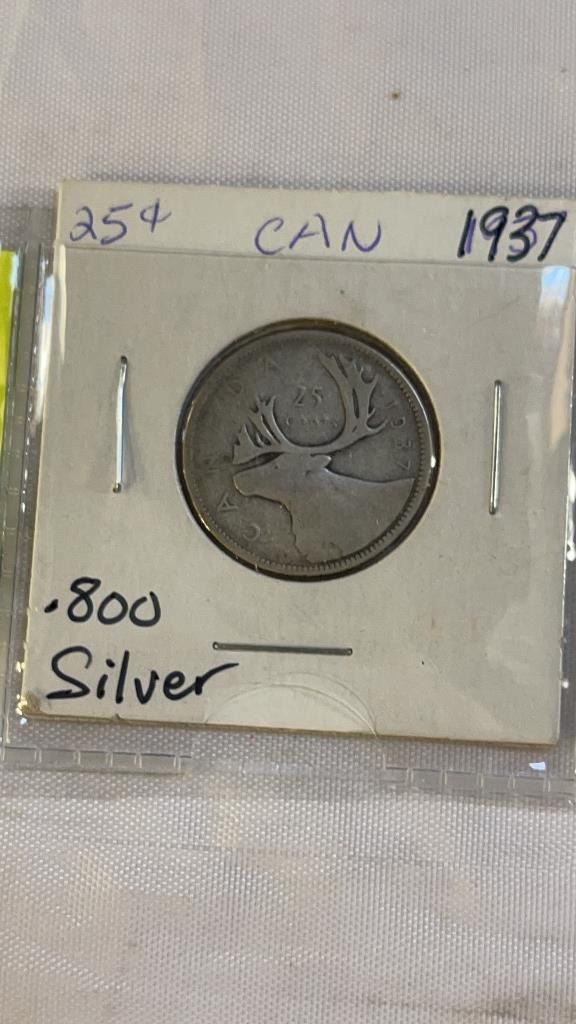 25¢ CAN 1937
25
CENTS
CANADA 1937
.800
Silver